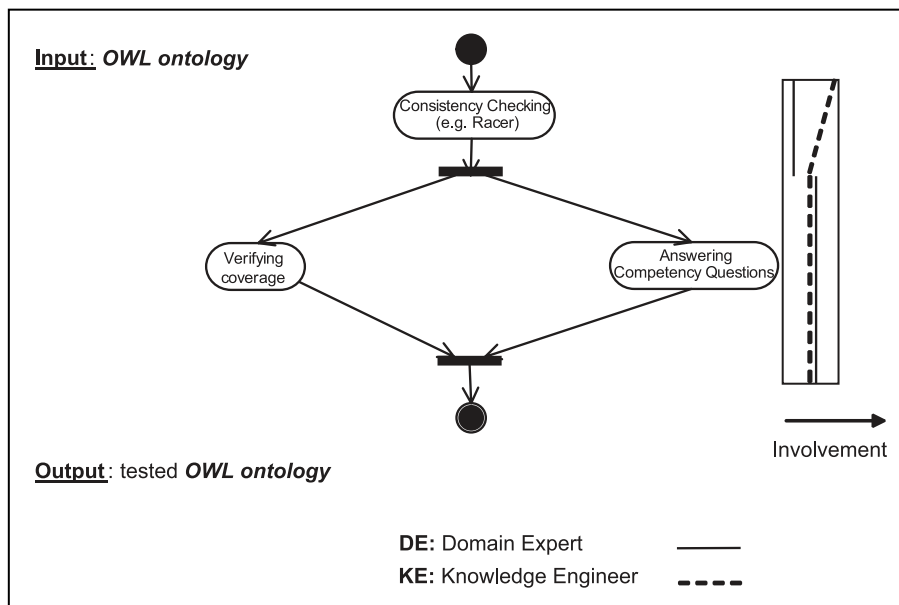 Input: OWL ontology
Consistency Checking
(e.g. Racer)
Verifying
coverage
Answering
Competency Questions
Involvement
Output: tested OWL ontology
DE: Domain Expert
KE: Knowledge Engineer